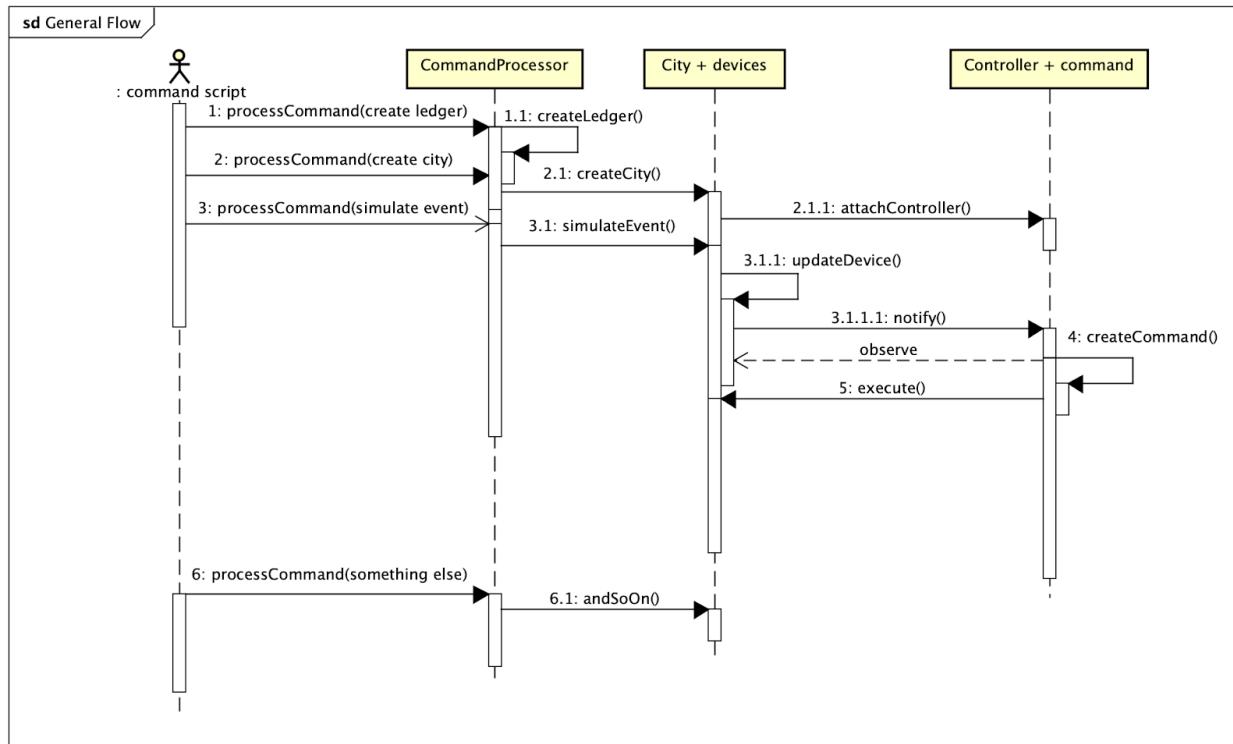 sd General Flow
CommandProcessor
City + devices
Controller + command
: command script
1: processCommand(create ledger)
1.1: createLedger()
2: processCommand(create city)
2.1: createCity()
3: processCommand(simulate event)
2.1.1: attachController()
3.1: simulateEvent()
3.1.1: updateDevice()
3.1.1.1: notify()
4: createCommand()
observe
5: execute()
6: processCommand(something else)
6.1: andSoOn()